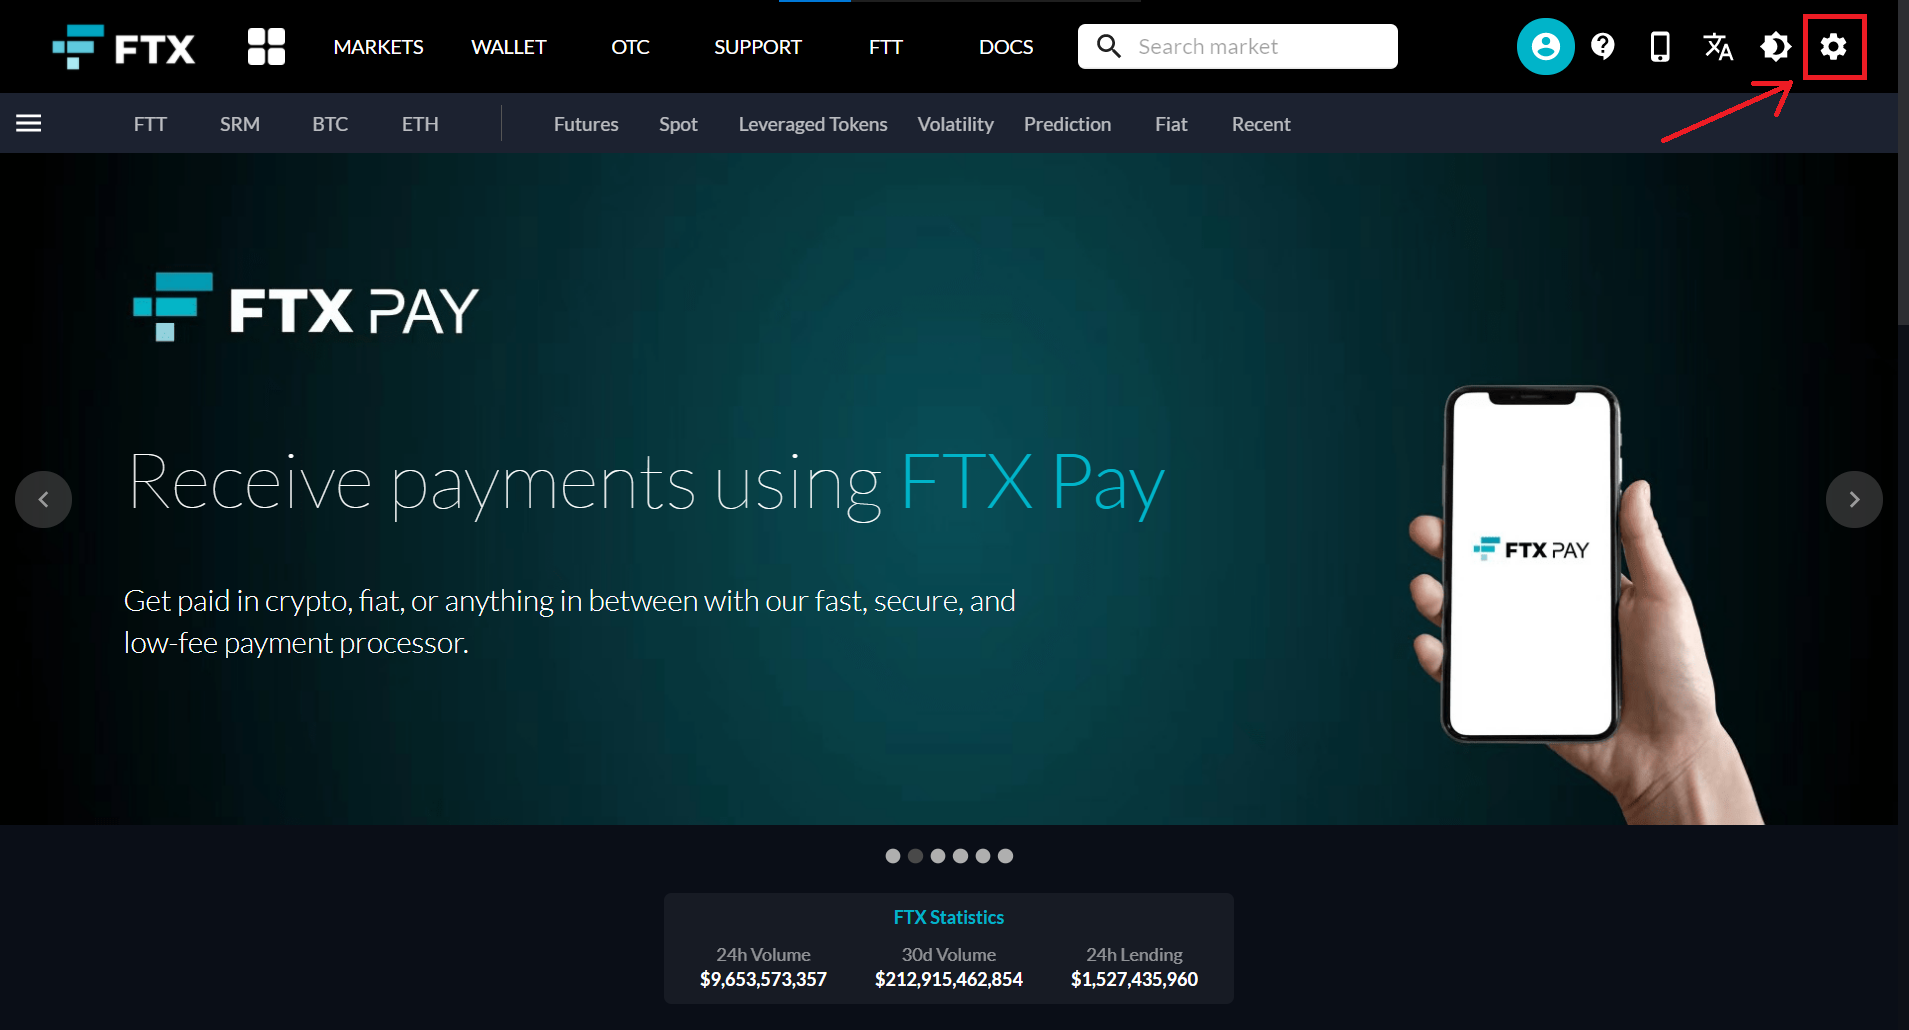 FTX
MARKETS WALLET OTC SUPPORT FTT DOCS Search market
FTT SRM BTC ETH Futures Spot Leveraged Tokens Volatility Prediction Fiat Recent
FTX PAY
Receive payments using FTX Pay
FTX PAY
Get paid in crypto, fiat, or anything in between with our fast, secure, and
low-fee payment processor.
FTX Statistics
24h Volume 30d Volume 24h Lending
$9,653,573,357 $212,915,462,854 $1,527,435,960